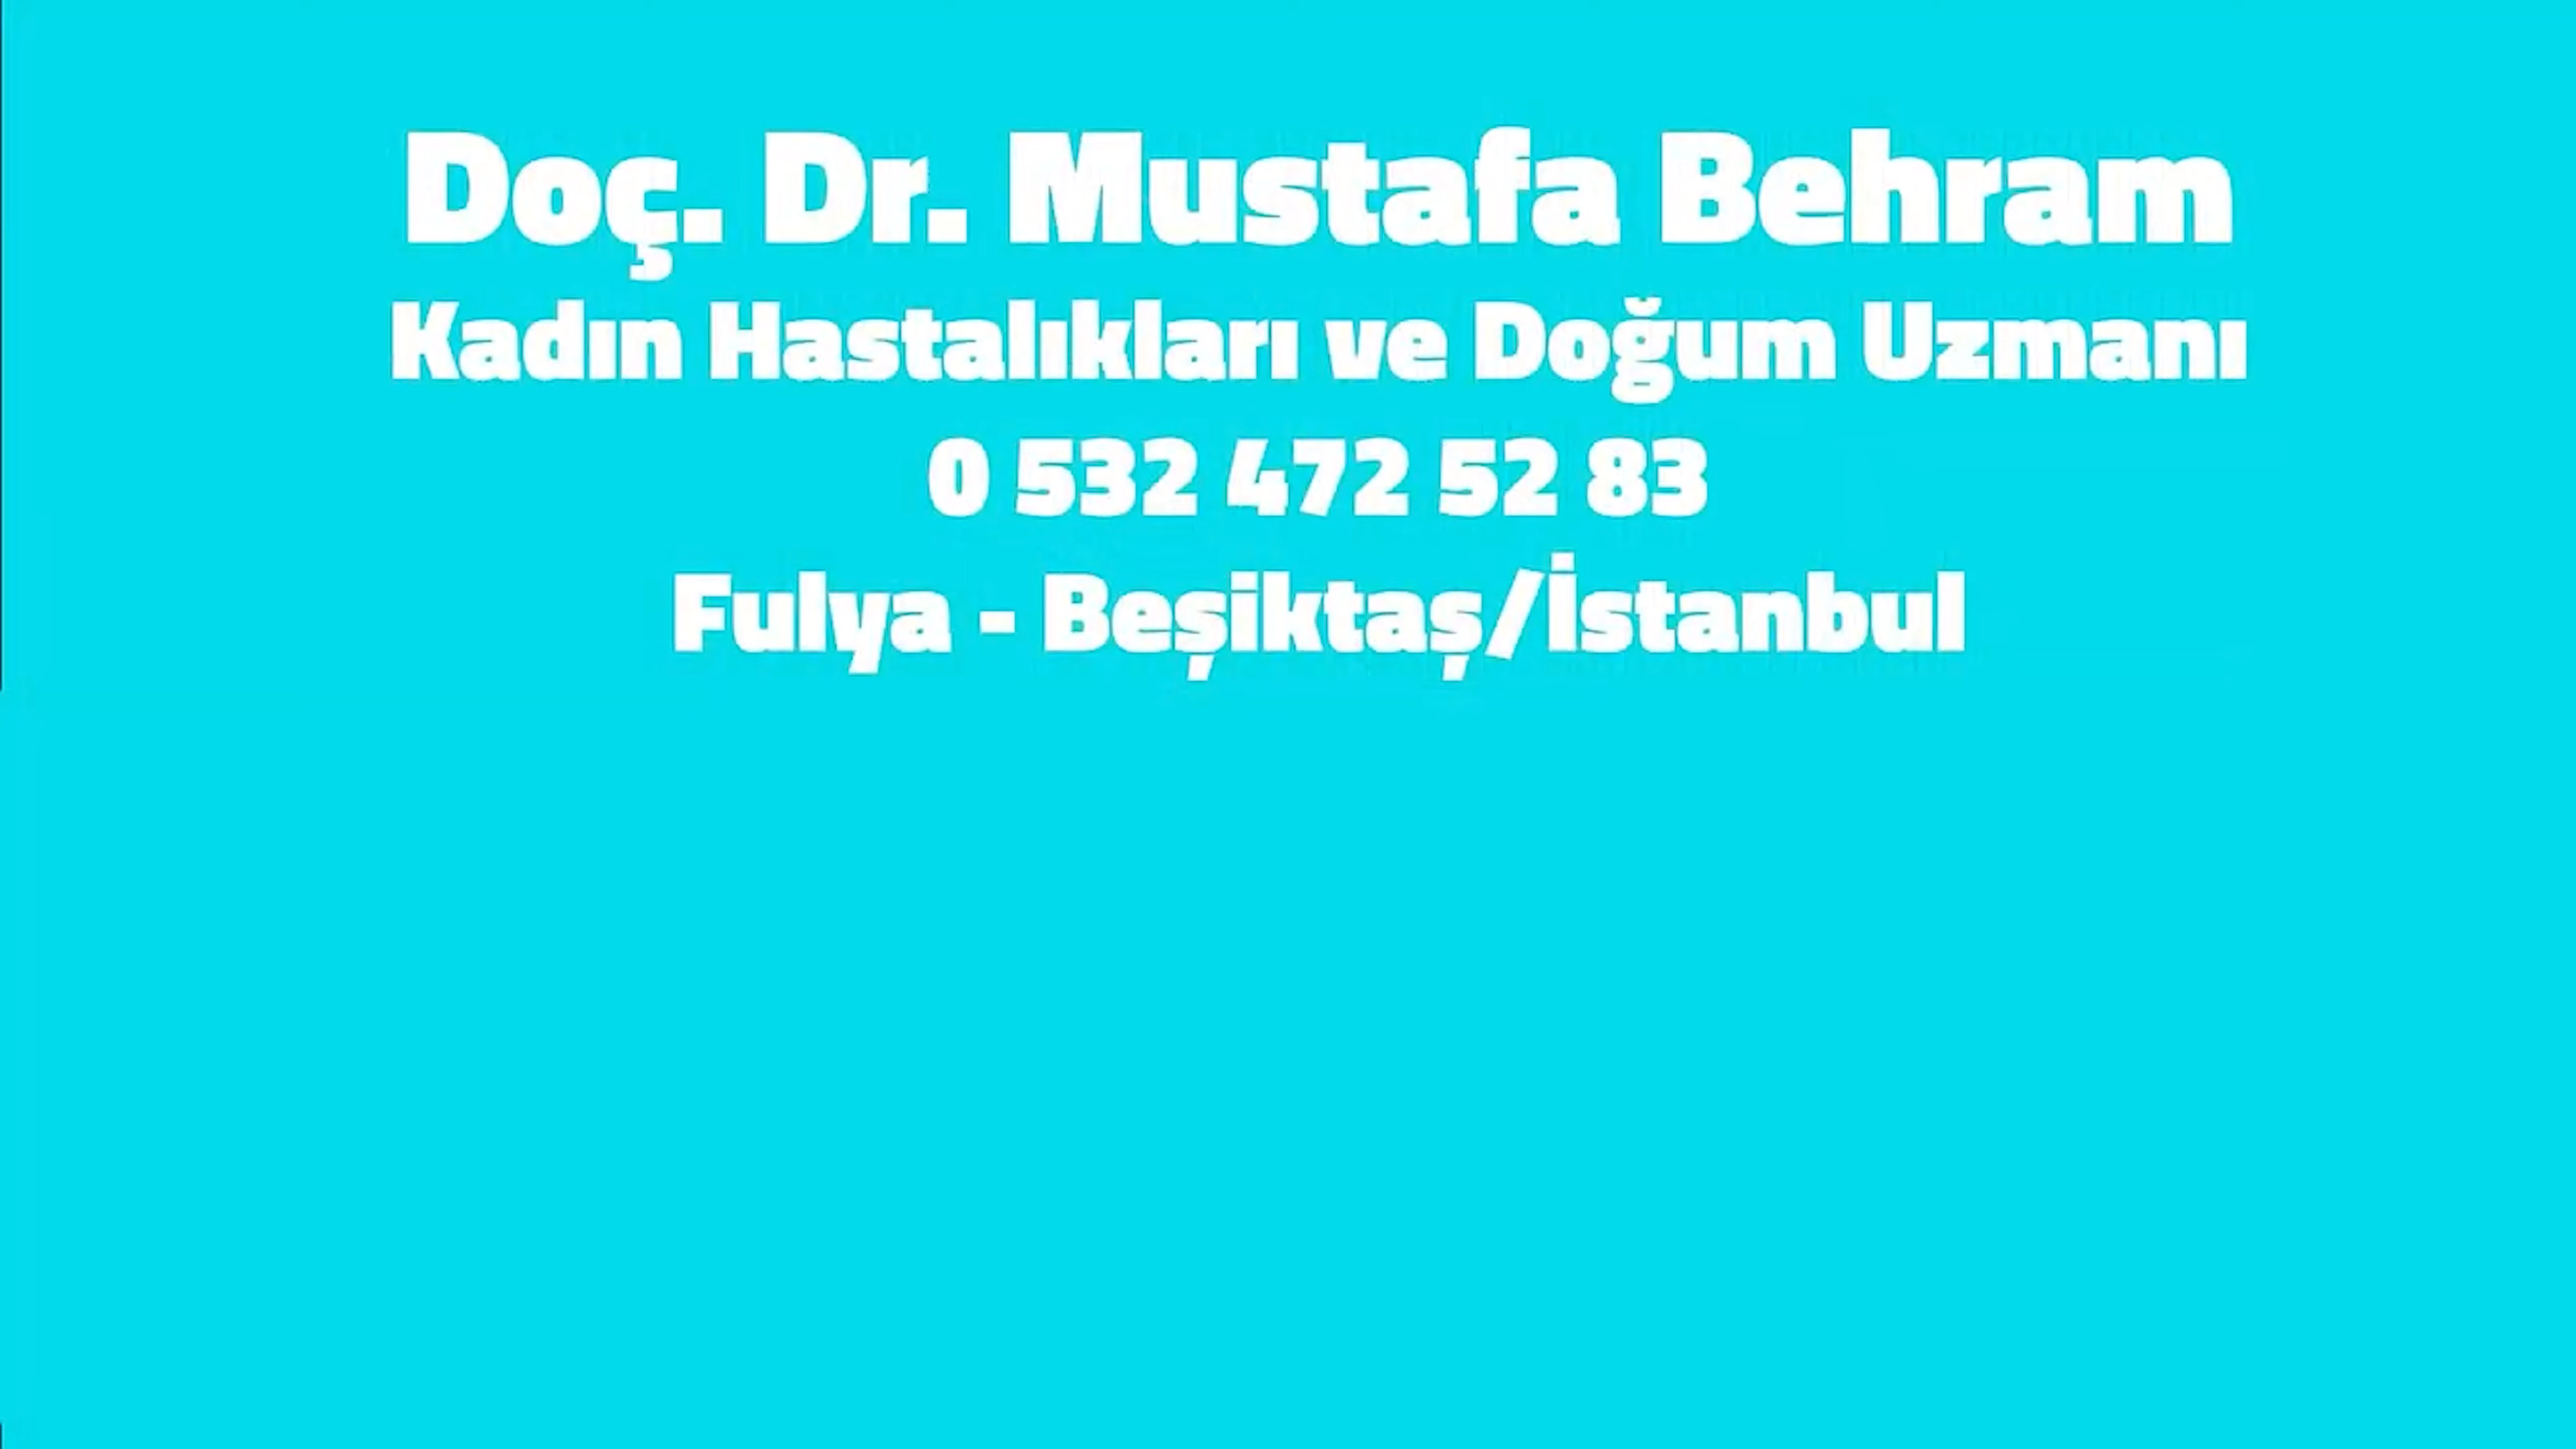 Doç. Dr. Mustafa Behram
Kadın Hastalıkları ve Doğum Uzmanı
0 532 472 52 83
Fulya - Beşiktaş/İstanbul